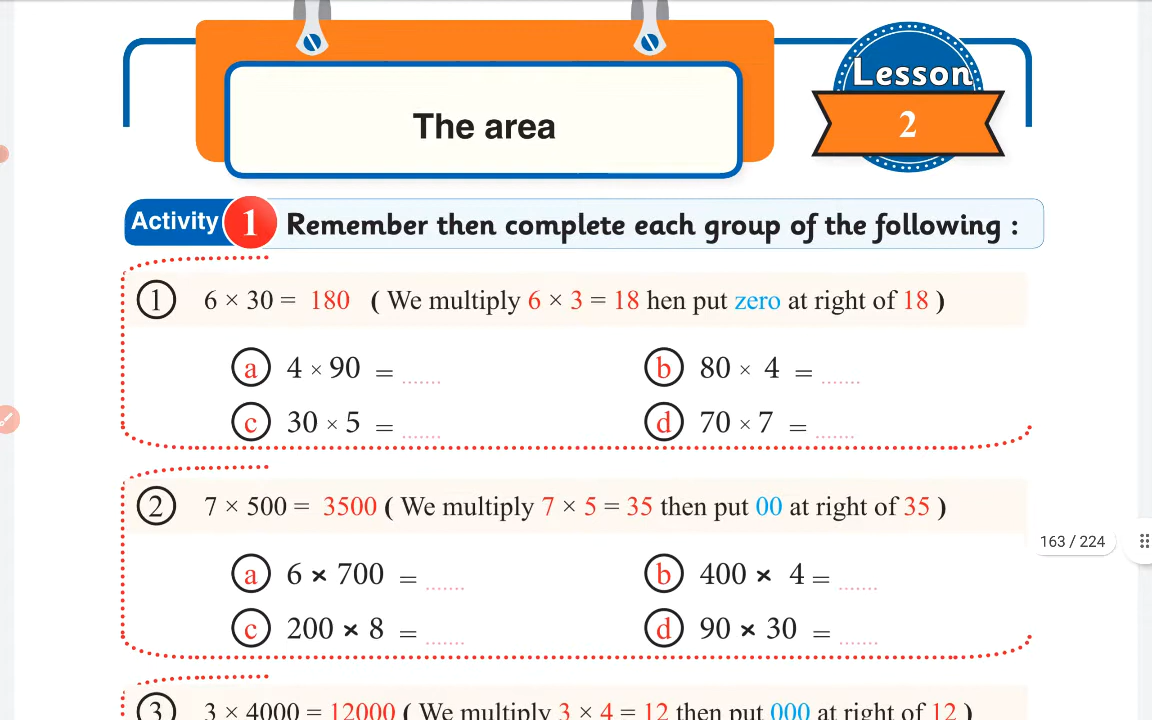 Lesson
2
The area
Activity 1 Remember then complete each group of the following :
1 6 × 30 = 180 ( We multiply 6 × 3 = 18 hen put zero at right of 18 )
a 4 × 90 = ....... b 80 × 4 = .......
c 30 × 5 = ....... d 70 × 7 = .......
2 7 × 500 = 3500 ( We multiply 7 × 5 = 35 then put 00 at right of 35 )
163 / 224
a 6 × 700 = ....... b 400 × 4 = .......
c 200 × 8 = ....... d 90 × 30 = .......
3 3 × 4000 = 12000 ( We multiply 3 × 4 = 12 then put 000 at right of 12 )